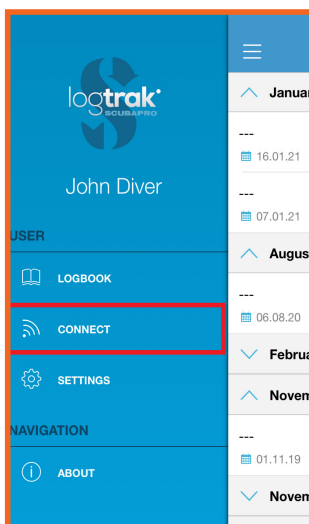 logtrak
SCUBAPRO
John Diver
USER
LOGBOOK
CONNECT
SETTINGS
NAVIGATION
ABOUT
Januar
---
16.01.21
---
07.01.21
Augus
---
06.08.20
Februa
Novem
---
01.11.19
Novem